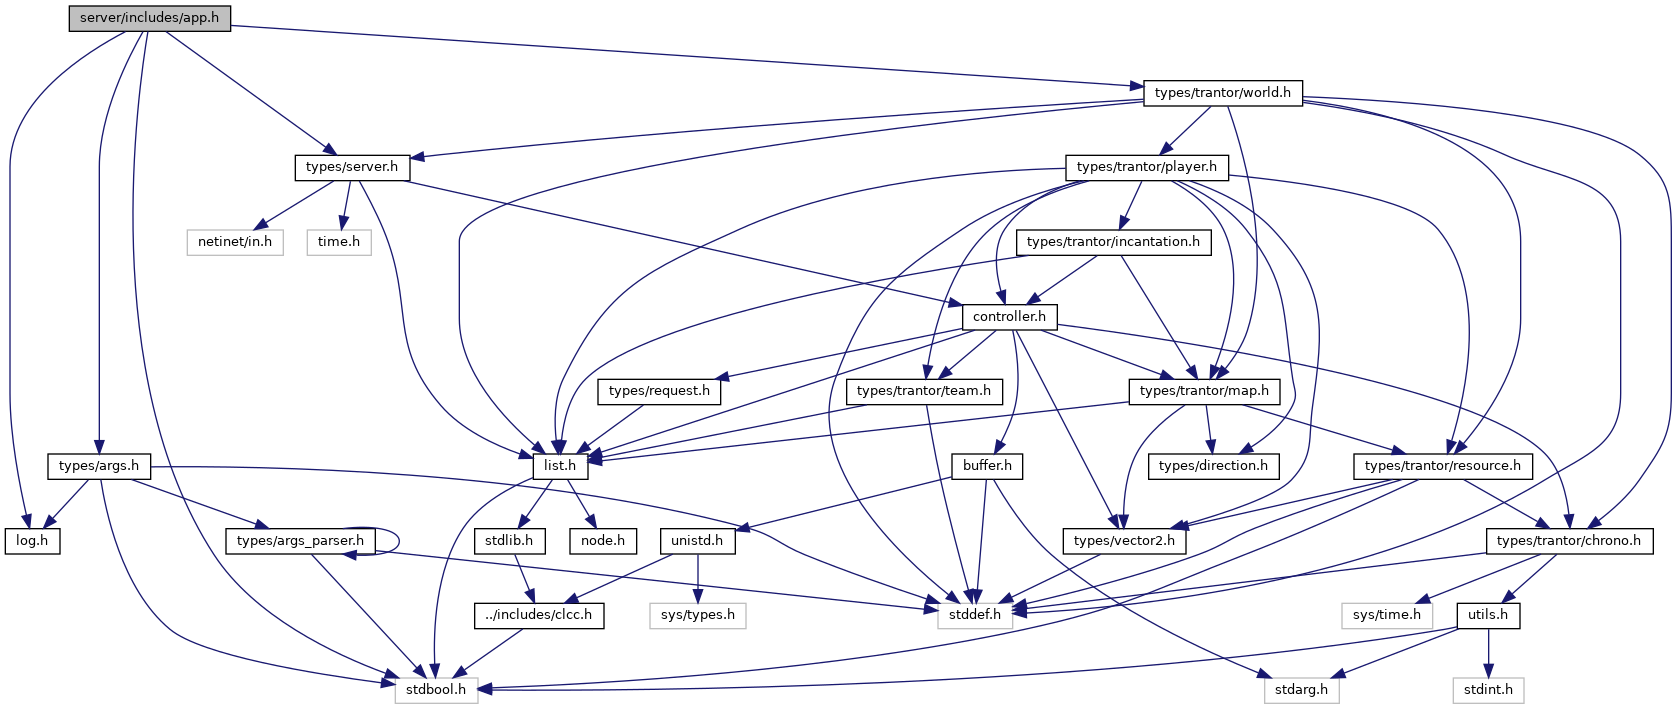 server/includes/app.h
types/trantor/world.h
types/server.h
types/trantor/player.h
netinet/in.h
time.h
types/trantor/incantation.h
controller.h
types/request.h
types/trantor/team.h
types/trantor/map.h
types/args.h
list.h
buffer.h
types/direction.h
types/trantor/resource.h
log.h
types/args_parser.h
stdlib.h
node.h
unistd.h
types/vector2.h
types/trantor/chrono.h
../includes/clcc.h
sys/types.h
stddef.h
sys/time.h
utils.h
stdbool.h
stdarg.h
stdint.h